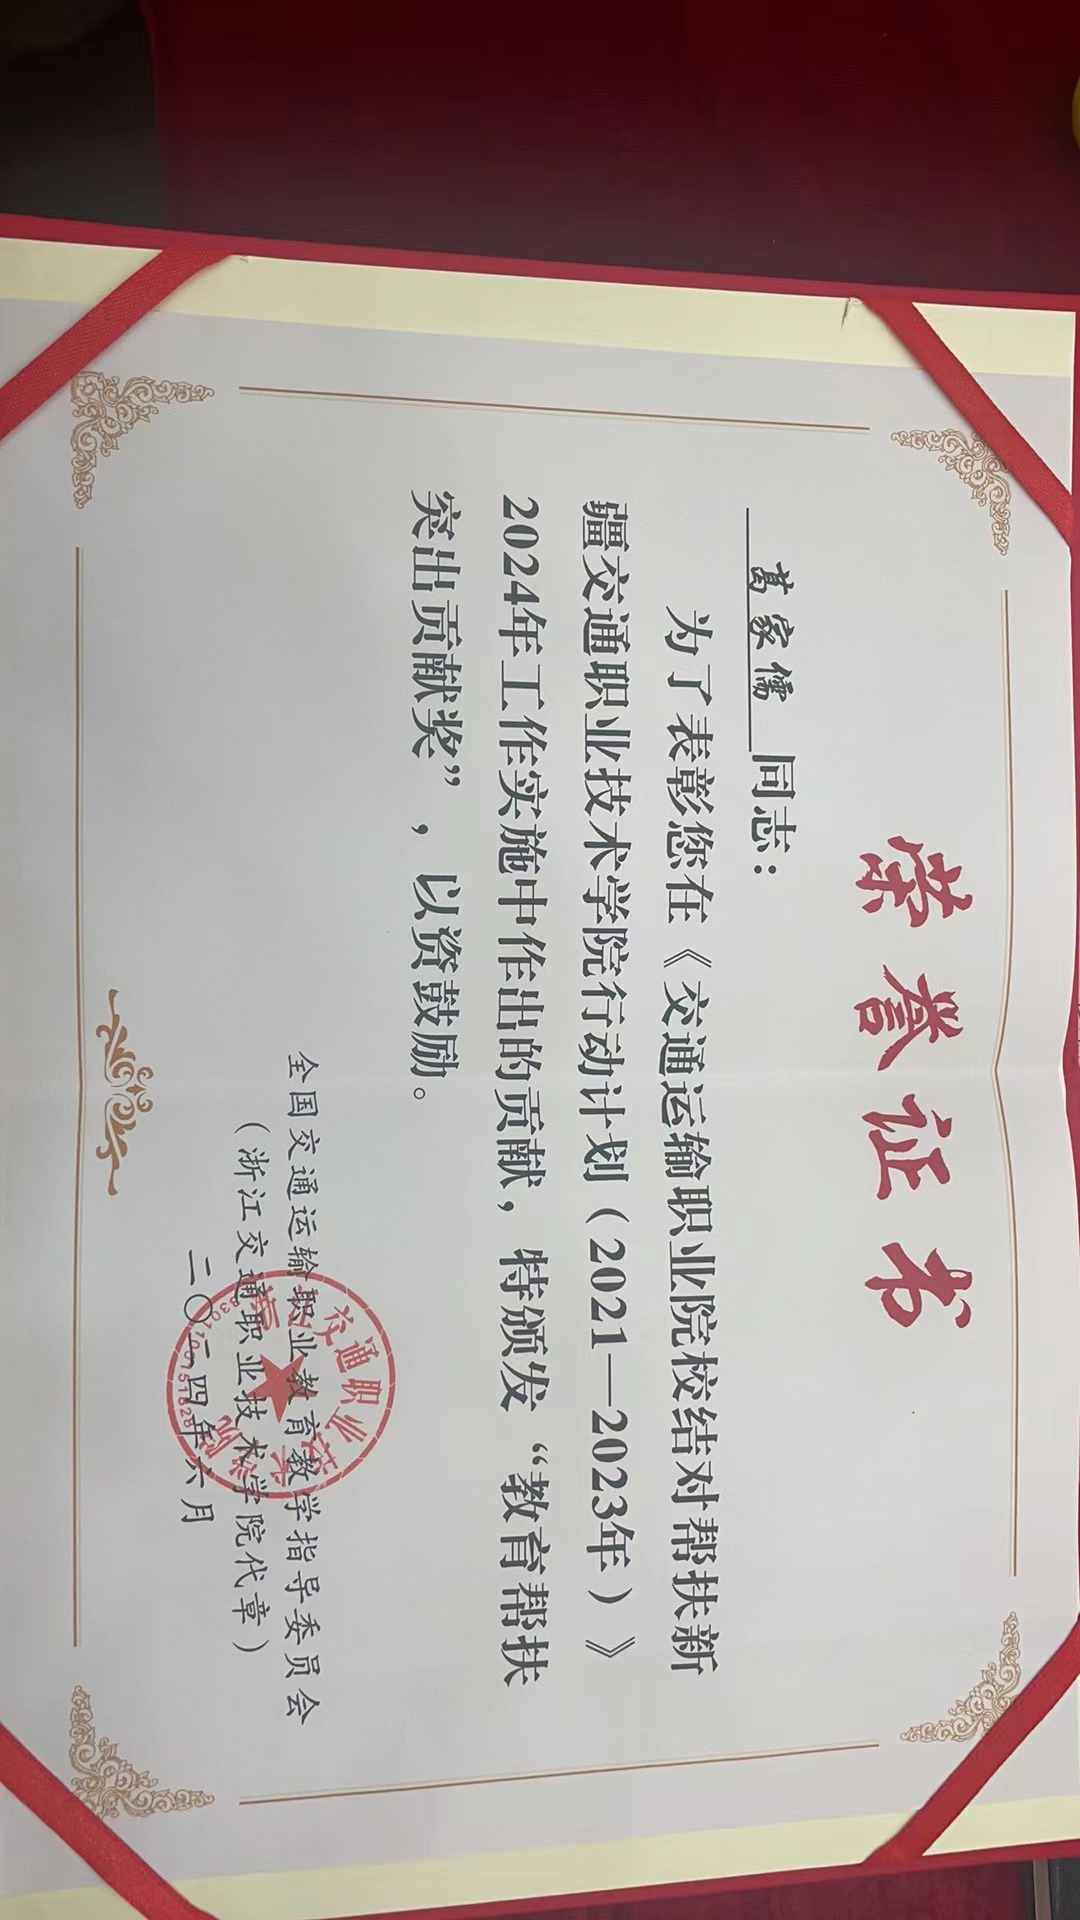 荣誉证书
葛家儒 同志：
为了表彰您在《交通运输职业院校结对帮扶新
疆交通职业技术学院行动计划（2021—2023年）》
2024年工作实施中作出的贡献，特颁发“教育帮扶
突出贡献奖”，以资鼓励。
全国交通运输职业教育教学指导委员会
（浙江交通职业技术学院代章）
二〇二四年六月